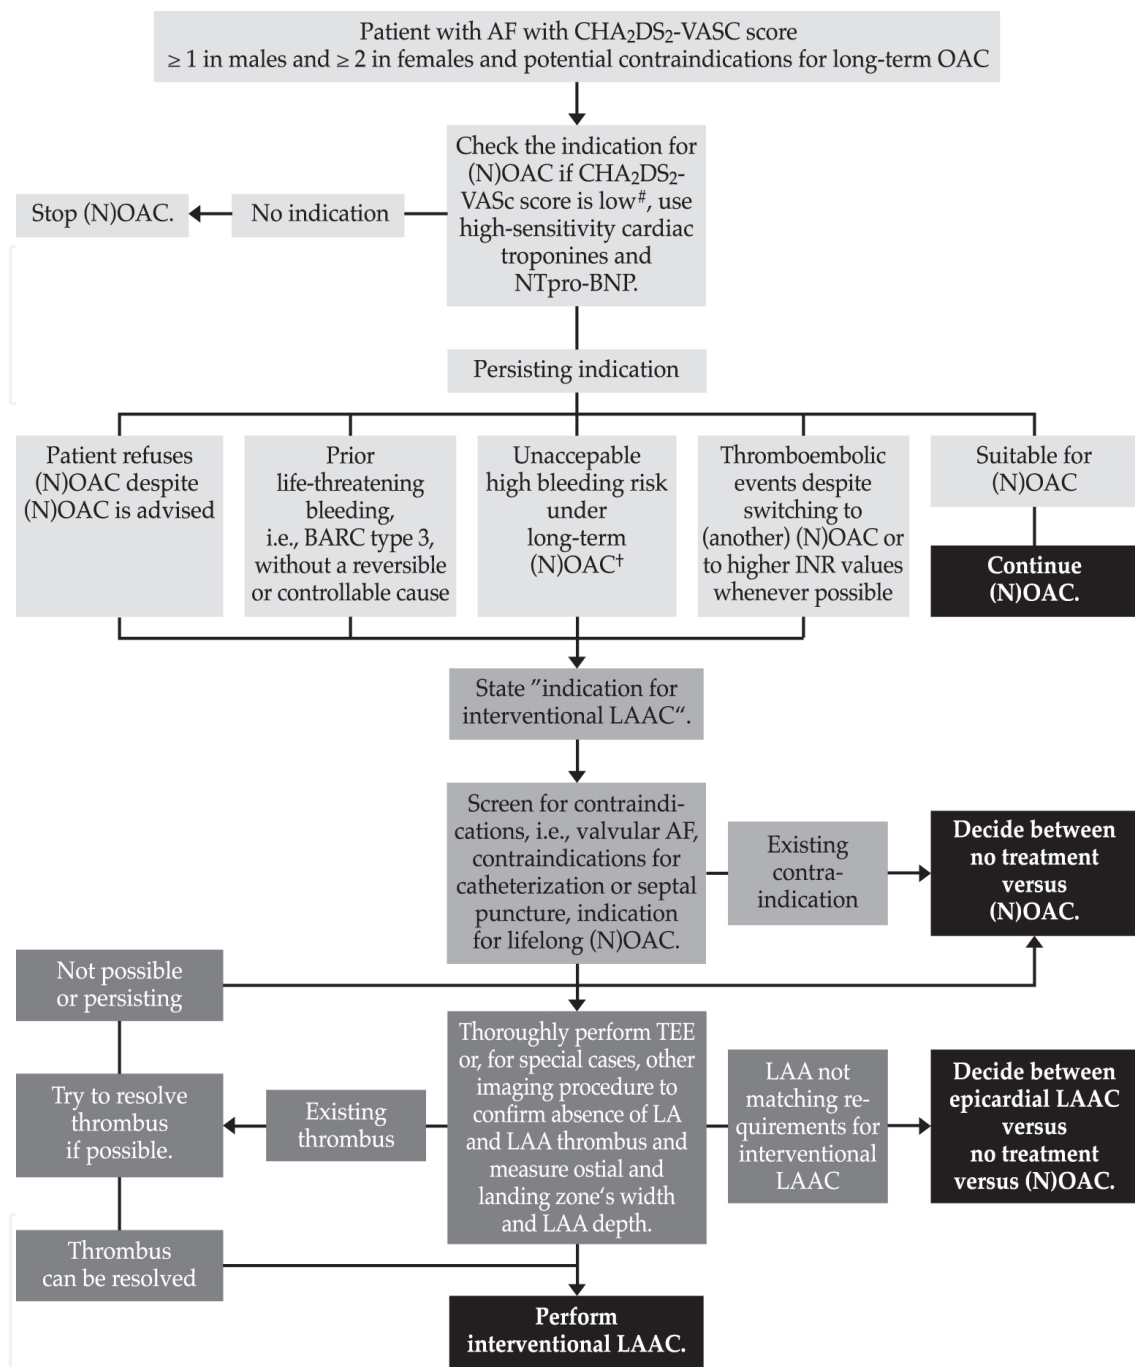 Patient with AF with CHA₂DS₂-VASC score
≥ 1 in males and ≥ 2 in females and potential contraindications for long-term OAC
Check the indication for
(N)OAC if CHA₂DS₂-
VASc score is low#, use
high-sensitivity cardiac
troponines and
NTpro-BNP.
No indication
Stop (N)OAC.
Persisting indication
Patient refuses
(N)OAC despite
(N)OAC is advised
Prior
life-threatening
bleeding,
i.e., BARC type 3,
without a reversible
or controllable cause
Unaccepable
high bleeding risk
under
long-term
(N)OAC†
Thromboembolic
events despite
switching to
(another) (N)OAC or
to higher INR values
whenever possible
Suitable for
(N)OAC
Continue
(N)OAC.
State "indication for
interventional LAAC“.
Screen for contraindi-
cations, i.e., valvular AF,
contraindications for
catheterization or septal
puncture, indication
for lifelong (N)OAC.
Existing
contra-
indication
Decide between
no treatment
versus
(N)OAC.
Not possible
or persisting
Thoroughly perform TEE
or, for special cases, other
imaging procedure to
confirm absence of LA
and LAA thrombus and
measure ostial and
landing zone‘s width
and LAA depth.
Existing
thrombus
Try to resolve
thrombus
if possible.
LAA not
matching re-
quirements for
interventional
LAAC
Decide between
epicardial LAAC
versus
no treatment
versus (N)OAC.
Thrombus
can be resolved
Perform
interventional LAAC.